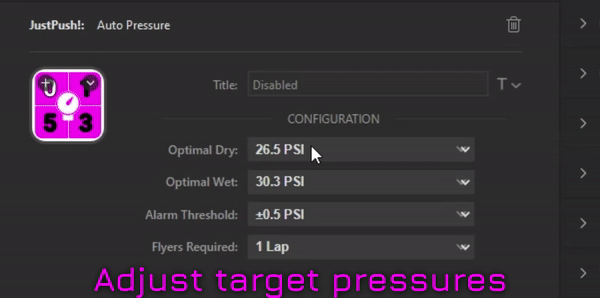 JustPush!: Auto Pressure
Title: Disabled T
CONFIGURATION
Optimal Dry: 26.5 PSI
Optimal Wet: 30.3 PSI
Alarm Threshold: ±0.5 PSI
Flyers Required: 1 Lap
5 3
Adjust target pressures